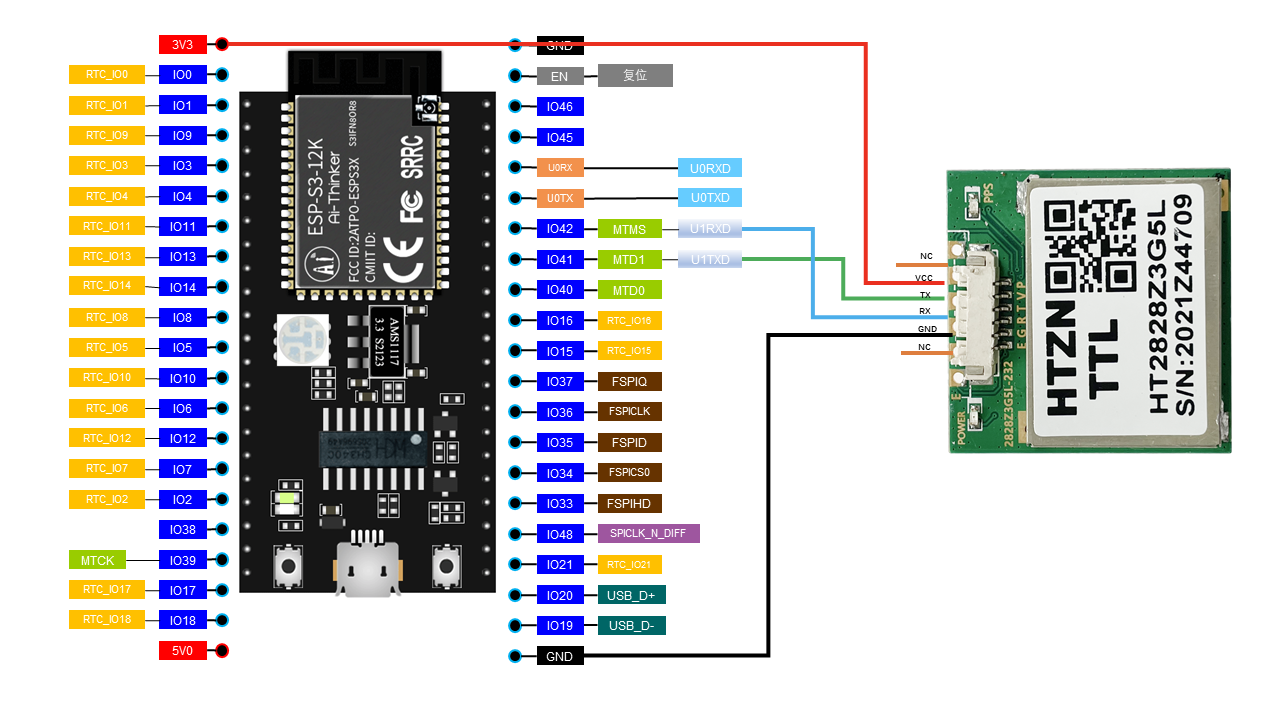 3V3
RTC_IO0 IO0
RTC_IO1 IO1
RTC_IO9 IO9
RTC_IO3 IO3
RTC_IO4 IO4
RTC_IO11 IO11
RTC_IO13 IO13
RTC_IO14 IO14
RTC_IO8 IO8
RTC_IO5 IO5
RTC_IO10 IO10
RTC_IO6 IO6
RTC_IO12 IO12
RTC_IO7 IO7
RTC_IO2 IO2
IO38
MTCK IO39
RTC_IO17 IO17
RTC_IO18 IO18
5V0
ESP-S3-12K
Ai-Thinker
S3IFN8OR8
FCC ID:2ATPO-ESPS3X
CMIIT ID:
SRRC
FC
CE
Ai
AMS1117
3.3 S2123
GND
EN 复位
IO46
IO45
U0RX U0RXD
U0TX U0TXD
IO42 MTMS U1RXD
IO41 MTD1 U1TXD
IO40 MTD0
IO16 RTC_IO16
IO15 RTC_IO15
IO37 FSPIQ
IO36 FSPICLK
IO35 FSPID
IO34 FSPICS0
IO33 FSPIHD
IO48 SPICLK_N_DIFF
IO21 RTC_IO21
IO20 USB_D+
IO19 USB_D-
GND
NC
VCC
TX
RX
GND
NC
PPS
E G R T V P
E
POWER
2828Z3G5L-232
HTZN
TTL
HT2828Z3G5L
S/N:2021Z44709